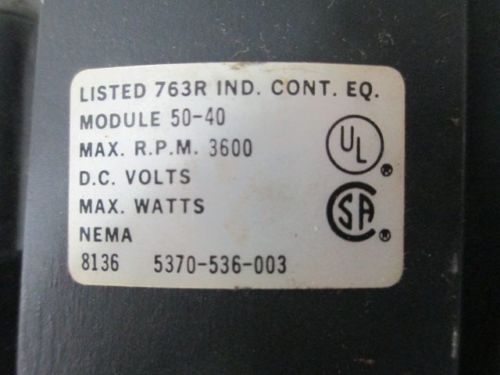 LISTED 763R IND. CONT. EQ.
MODULE 50-40
MAX. R.P.M. 3600
D.C. VOLTS
MAX. WATTS
NEMA
8136 5370-536-003
UL ®
CSA ®